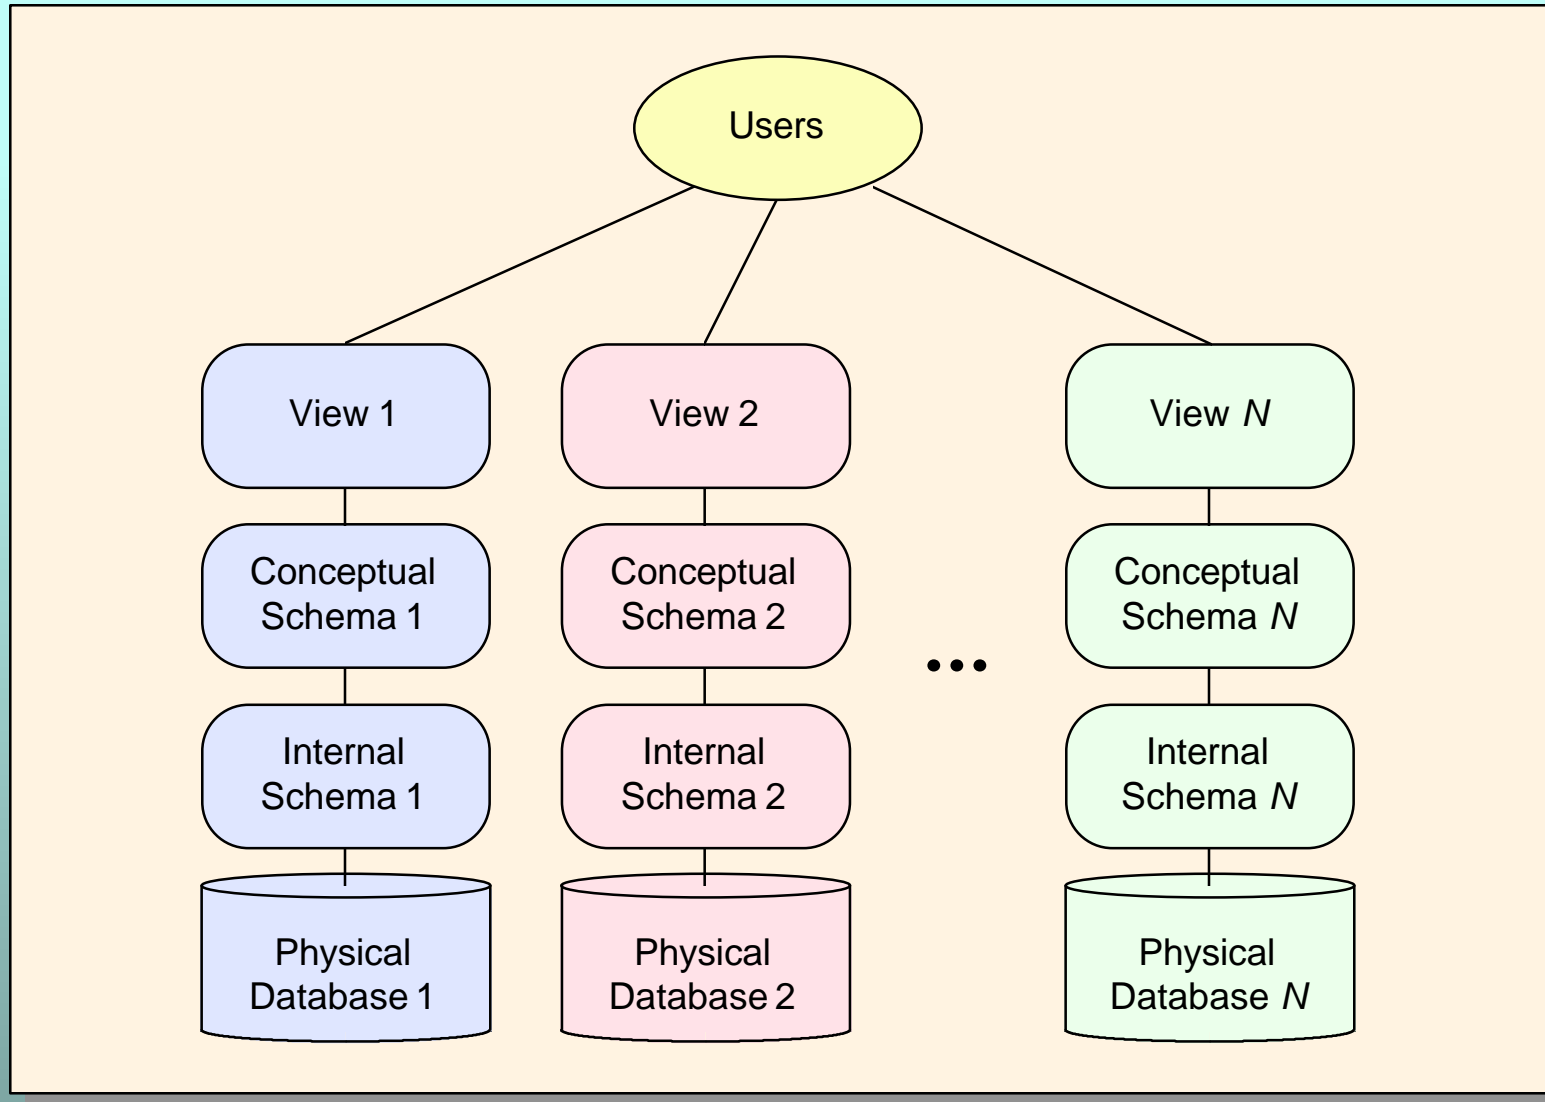 Users
View 1
View 2
View N
Conceptual
Schema 1
Conceptual
Schema 2
Conceptual
Schema N
...
Internal
Schema 1
Internal
Schema 2
Internal
Schema N
Physical
Database 1
Physical
Database 2
Physical
Database N